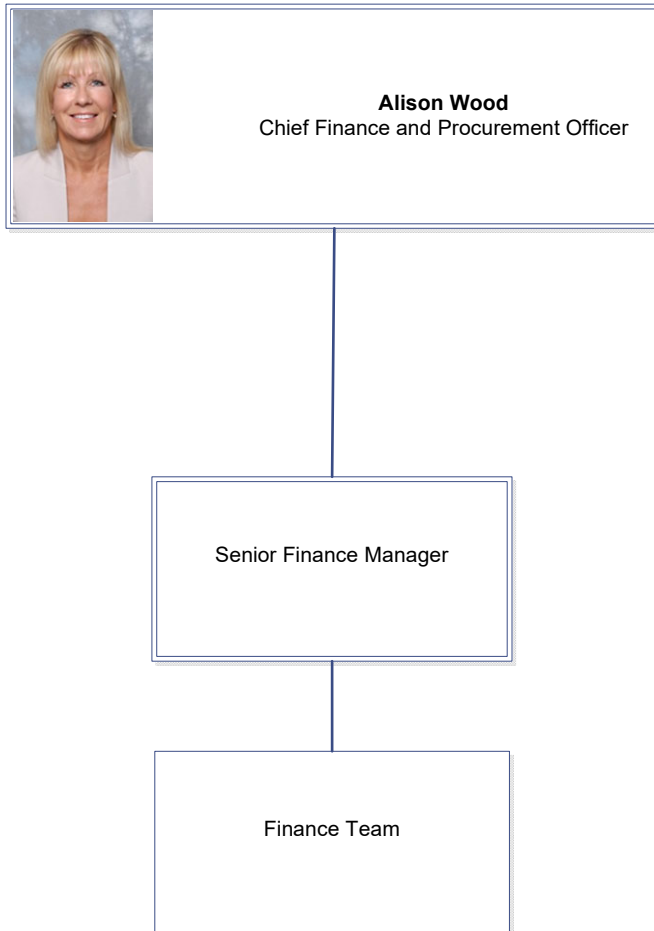 Alison Wood
Chief Finance and Procurement Officer
Senior Finance Manager
Finance Team